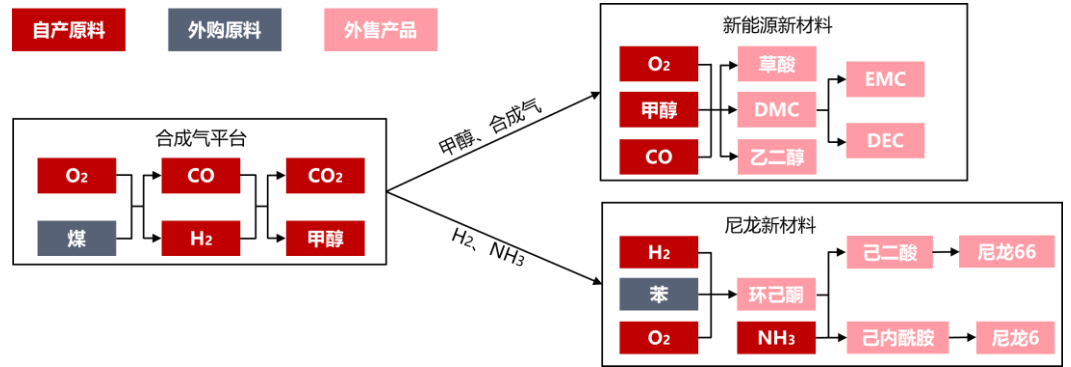 自产原料
外购原料
外售产品
合成气平台
O₂
CO
CO₂
煤
H₂
甲醇
甲醇、合成气
H₂、NH₃
新能源新材料
O₂
草酸
EMC
甲醇
DMC
DEC
CO
乙二醇
尼龙新材料
H₂
己二酸
尼龙66
苯
环己酮
O₂
NH₃
己内酰胺
尼龙6